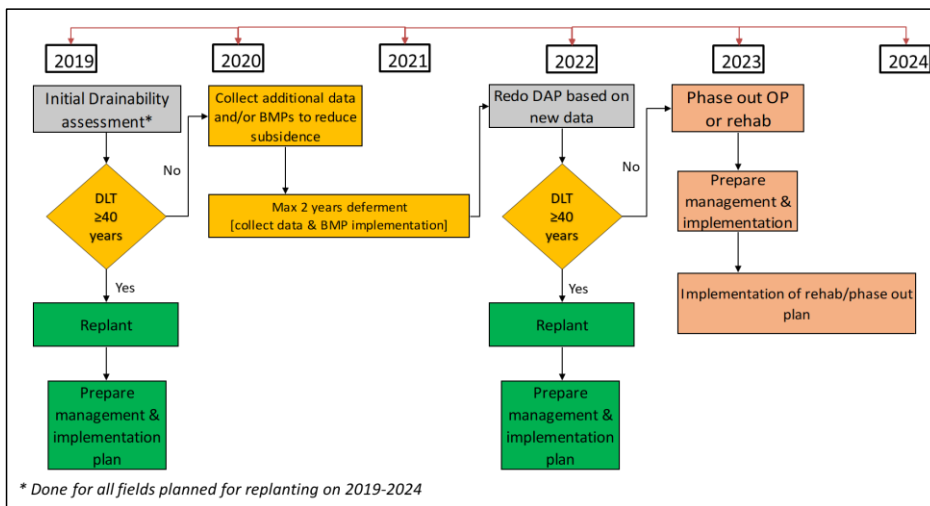 2019
2020
2021
2022
2023
2024
Initial Drainability
assessment*
No
DLT
≥40
years
Yes
Replant
Prepare
management &
implementation
plan
Collect additional data
and/or BMPs to reduce
subsidence
Max 2 years deferment
[collect data & BMP implementation]
Redo DAP based on
new data
No
DLT
≥40
years
Yes
Replant
Prepare
management &
implementation
plan
Phase out OP
or rehab
Prepare
management &
implementation
Implementation of rehab/phase out
plan
* Done for all fields planned for replanting on 2019-2024